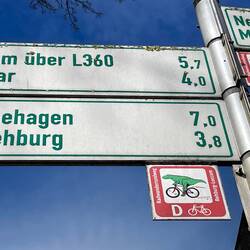 m über L360 5.7
ar 4.0
ehagen 7.0
ehburg 3.8
N
M
D